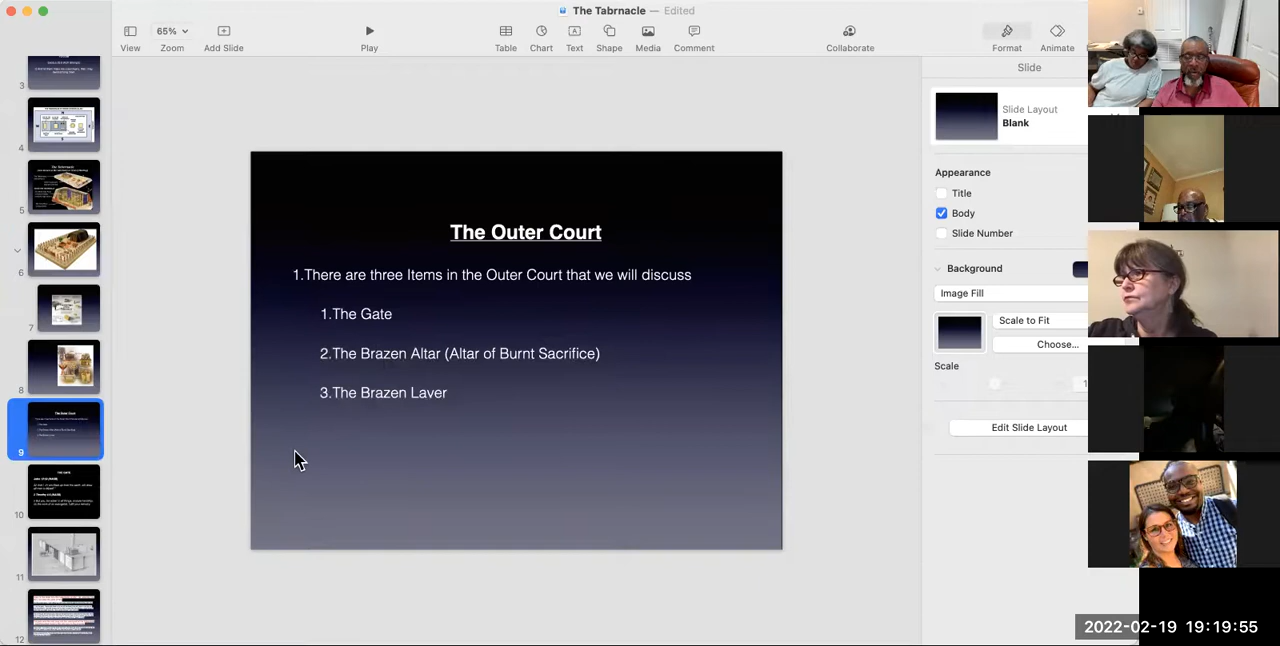 The Tabrnacle — Edited
65%
View
Zoom
Add Slide
Play
Table
Chart
Text
Shape
Media
Comment
Collaborate
Format
Animate
3
4
5
6
7
8
9
10
11
12
The Outer Court
1.There are three Items in the Outer Court that we will discuss
1.The Gate
2.The Brazen Altar (Altar of Burnt Sacrifice)
3.The Brazen Laver
Slide
Slide Layout
Blank
Appearance
Title
Body
Slide Number
Background
Image Fill
Scale to Fit
Choose...
Scale
Edit Slide Layout
2022-02-19 19:19:55